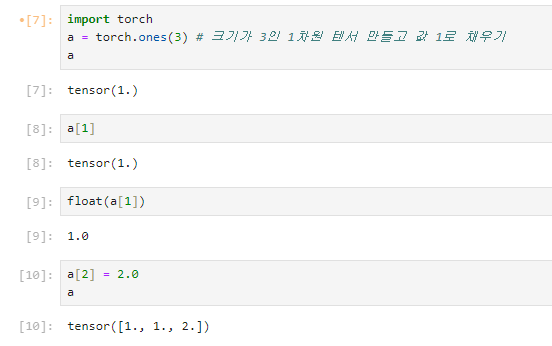 [7]: import torch
a = torch.ones(3) # 크기가 3인 1차원 텐서 만들고 값 1로 채우기
a
[7]: tensor(1.)
[8]: a[1]
[8]: tensor(1.)
[9]: float(a[1])
[9]: 1.0
[10]: a[2] = 2.0
a
[10]: tensor([1., 1., 2.])